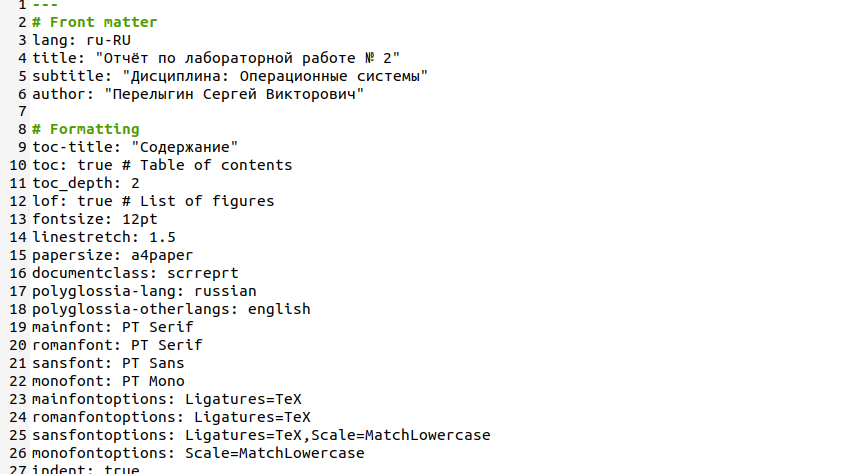 1 ---
2 # Front matter
3 lang: ru-RU
4 title: "Отчёт по лабораторной работе № 2"
5 subtitle: "Дисциплина: Операционные системы"
6 author: "Перелыгин Сергей Викторович"
7
8 # Formatting
9 toc-title: "Содержание"
10 toc: true # Table of contents
11 toc_depth: 2
12 lof: true # List of figures
13 fontsize: 12pt
14 linestretch: 1.5
15 papersize: a4paper
16 documentclass: scrreprt
17 polyglossia-lang: russian
18 polyglossia-otherlangs: english
19 mainfont: PT Serif
20 romanfont: PT Serif
21 sansfont: PT Sans
22 monofont: PT Mono
23 mainfontoptions: Ligatures=TeX
24 romanfontoptions: Ligatures=TeX
25 sansfontoptions: Ligatures=TeX,Scale=MatchLowercase
26 monofontoptions: Scale=MatchLowercase
27 indent: true